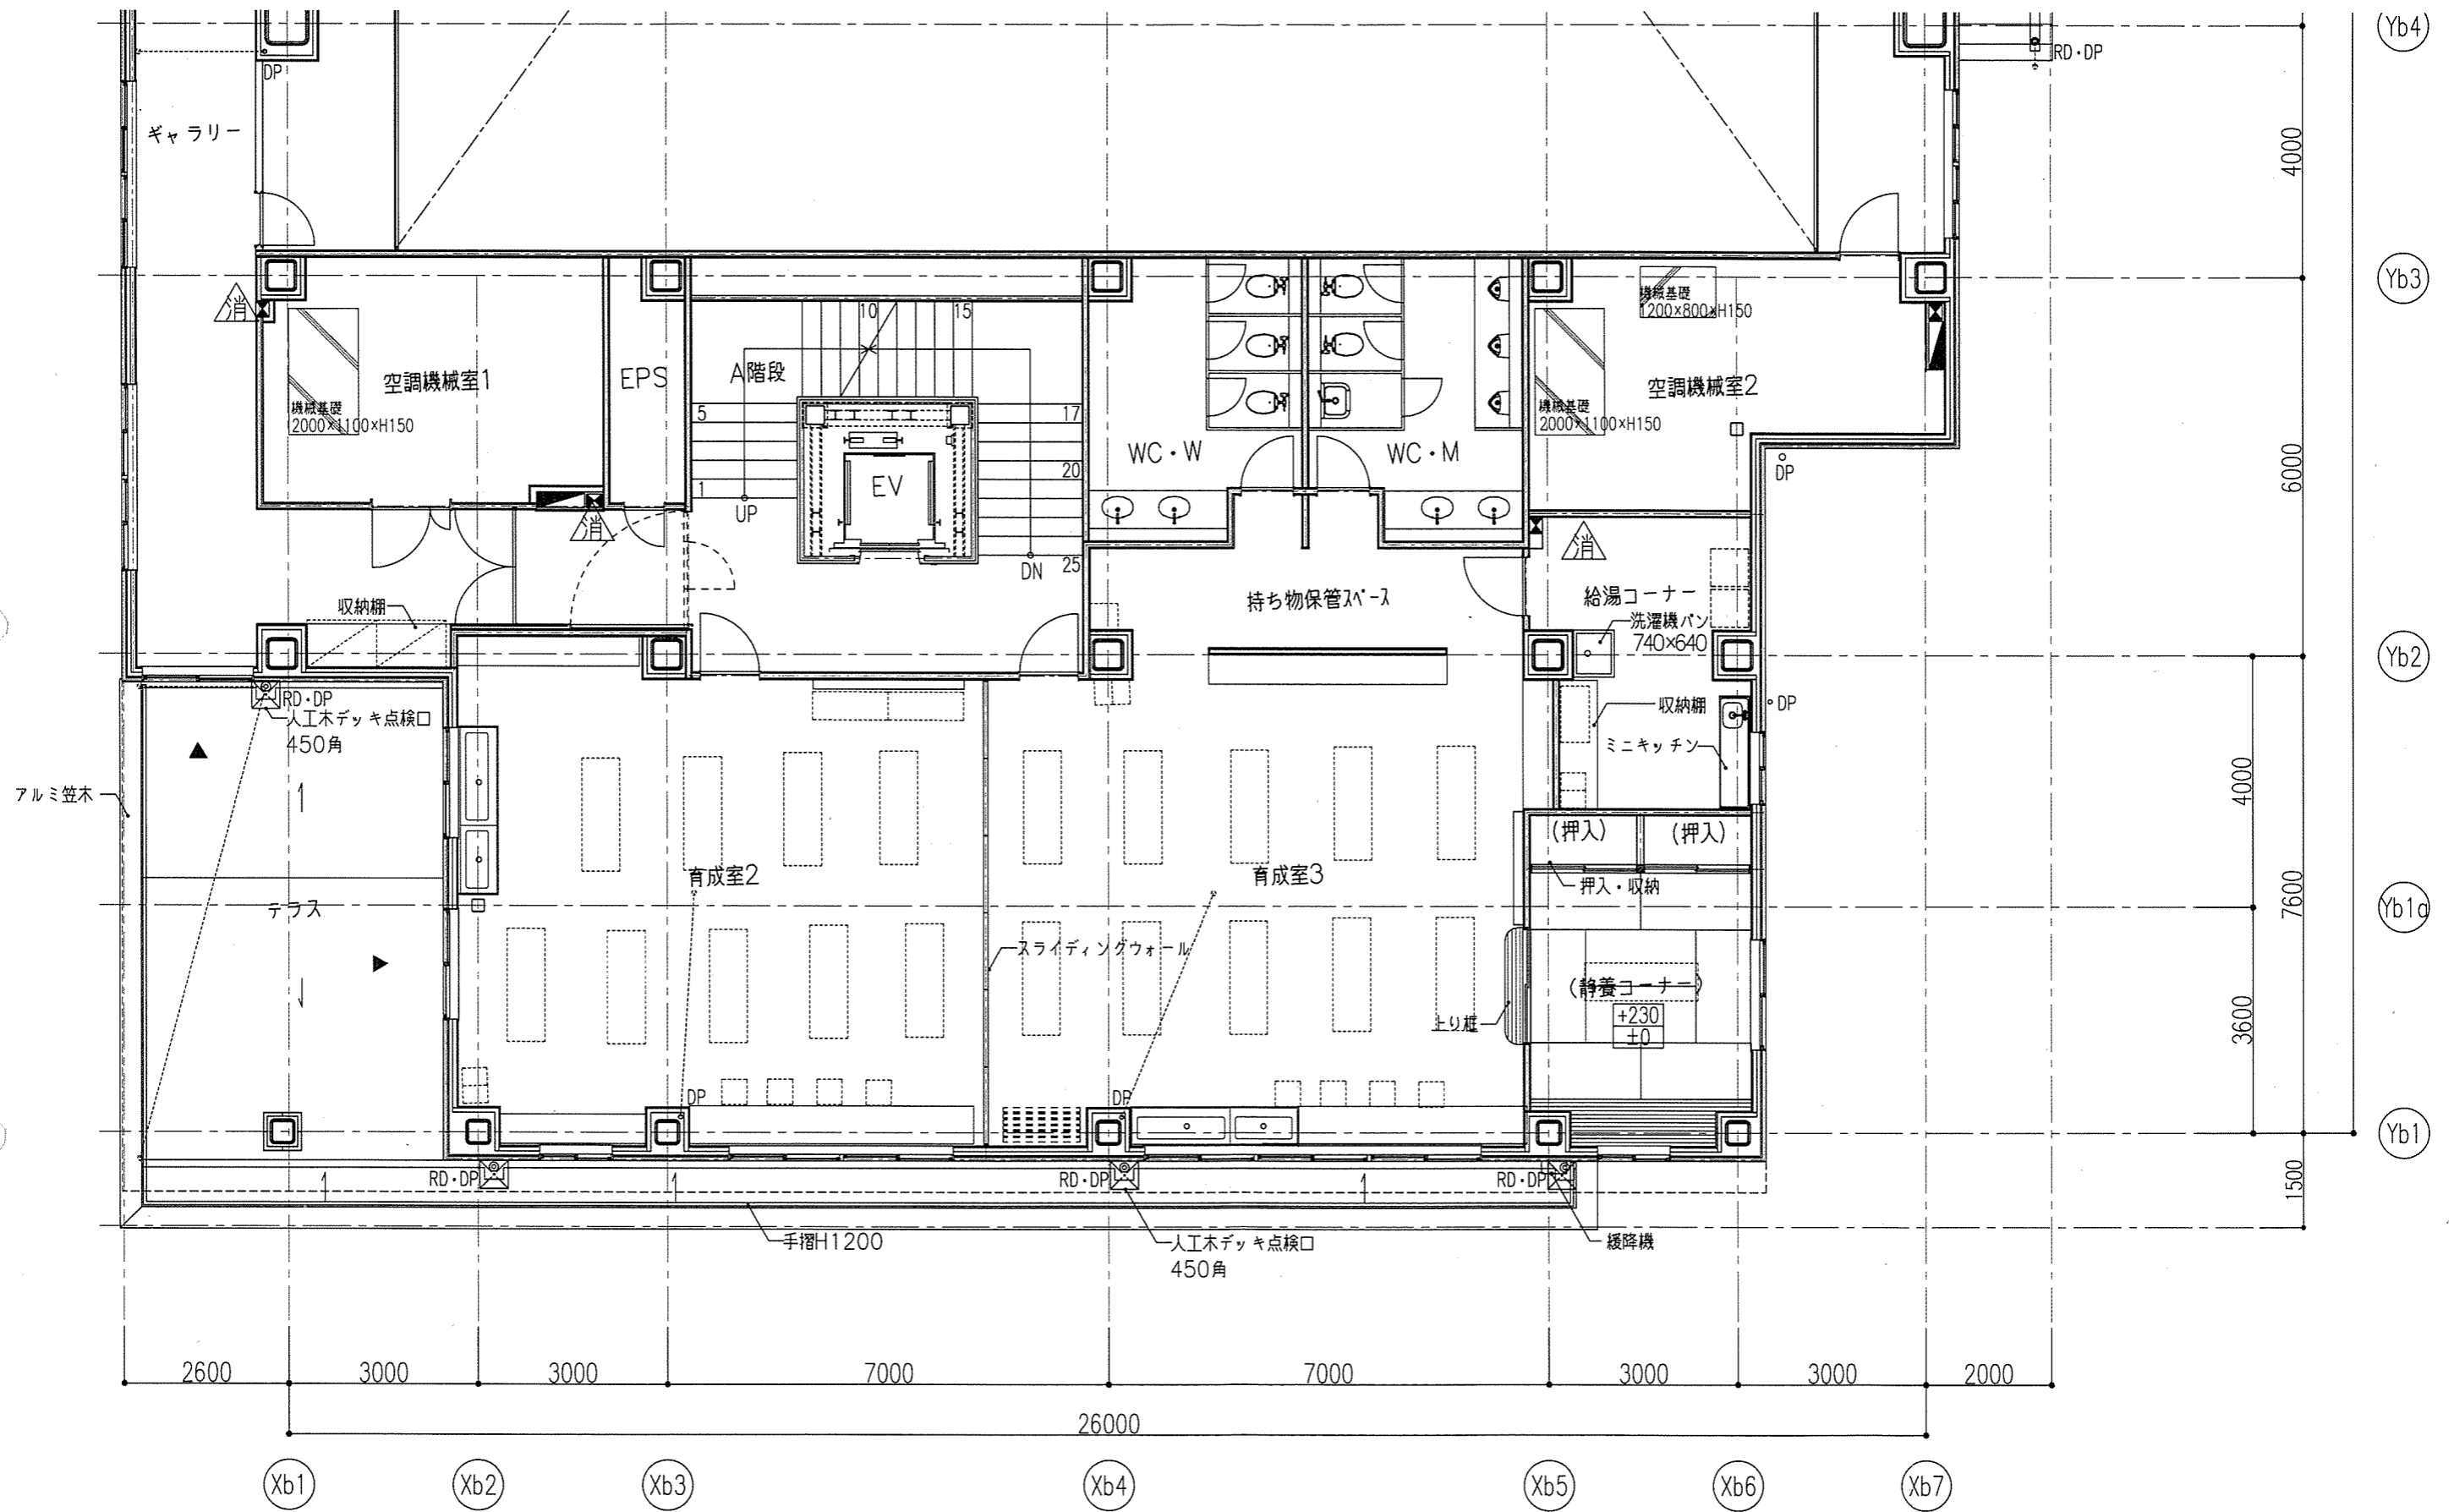 Yb4
RD・DP
DP
ギャラリー
4000
Yb3
消
機械基礎
1200×800×H150
10
15
空調機械室1
EPS
A階段
空調機械室2
機械基礎
2000×1100×H150
5
17
機械基礎
2000×1100×H150
WC・W
WC・M
20
DP
6000
EV
1
UP
消
消
DN
25
収納棚
持ち物保管スペース
給湯コーナー
洗濯機パン
740×640
Yb2
RD・DP
人工木デッキ点検口
450角
収納棚
DP
ミニキッチン
アルミ笠木
4000
(押入)
(押入)
育成室2
育成室3
押入・収納
7600
テラス
Yb1a
スライディングウォール
(静養コーナー)
+230
±0
上り框
3600
DP
DP
Yb1
RD・DP
RD・DP
RD・DP
1500
手摺H1200
人工木デッキ点検口
450角
緩降機
2600
3000
3000
7000
7000
3000
3000
2000
26000
Xb1
Xb2
Xb3
Xb4
Xb5
Xb6
Xb7